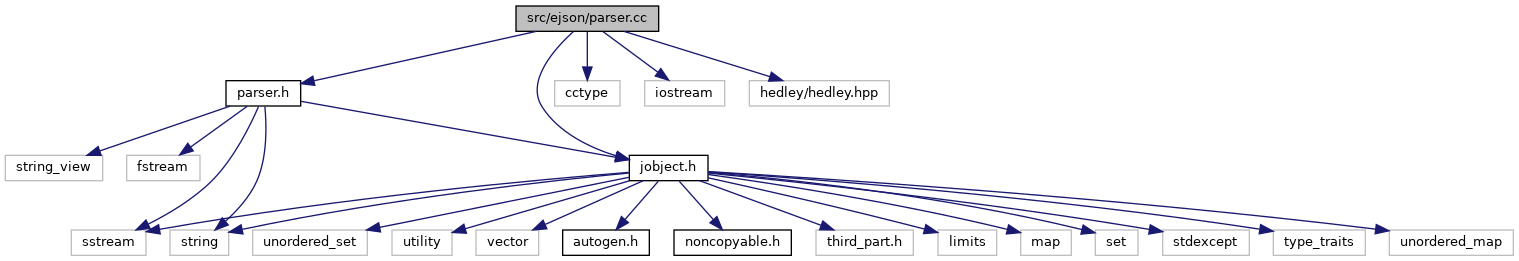 src/ejson/parser.cc
parser.h
cctype
iostream
hedley/hedley.hpp
string_view
fstream
jobject.h
sstream
string
unordered_set
utility
vector
autogen.h
noncopyable.h
third_part.h
limits
map
set
stdexcept
type_traits
unordered_map